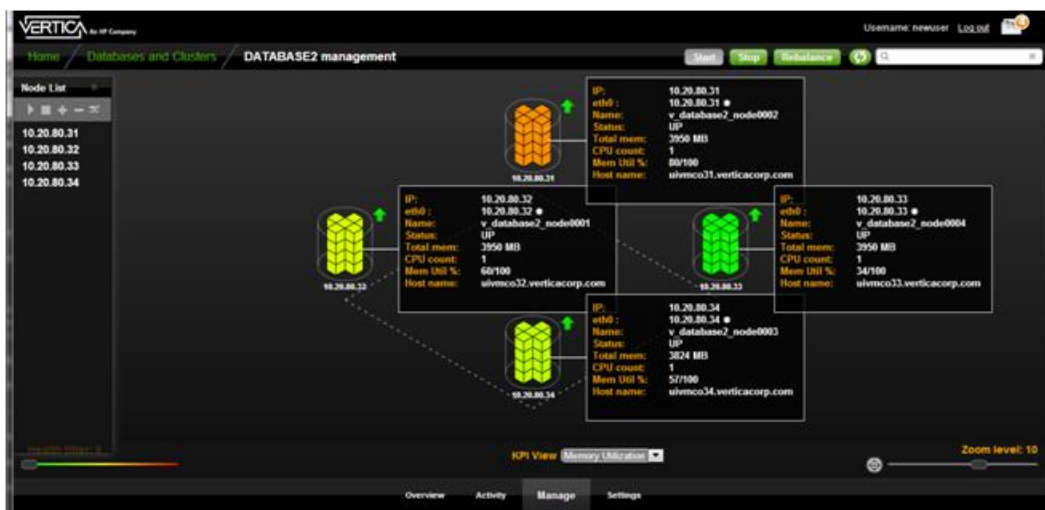 VERTICA An HP Company
Username: newuser Log out
Home / Databases and Clusters / DATABASE2 management
Start Stop Rebalance
Node List
10.20.80.31
10.20.80.32
10.20.80.33
10.20.80.34
10.20.80.31
IP: 10.20.80.31
eth0 : 10.20.80.31
Name: v_database2_node0002
Status: UP
Total mem: 3950 MB
CPU count: 1
Mem Util %: 80/100
Host name: uivmco31.verticacorp.com
IP: 10.20.80.32
eth0 : 10.20.80.32
Name: v_database2_node0001
Status: UP
Total mem: 3950 MB
CPU count: 1
Mem Util %: 60/100
Host name: uivmco32.verticacorp.com
10.20.80.33
IP: 10.20.80.33
eth0 : 10.20.80.33
Name: v_database2_node0004
Status: UP
Total mem: 3950 MB
CPU count: 1
Mem Util %: 34/100
Host name: uivmco33.verticacorp.com
10.20.80.34
IP: 10.20.80.34
eth0 : 10.20.80.34
Name: v_database2_node0003
Status: UP
Total mem: 3824 MB
CPU count: 1
Mem Util %: 57/100
Host name: uivmco34.verticacorp.com
KPI View Memory Utilization
Zoom level: 10
Overview Activity Manage Settings